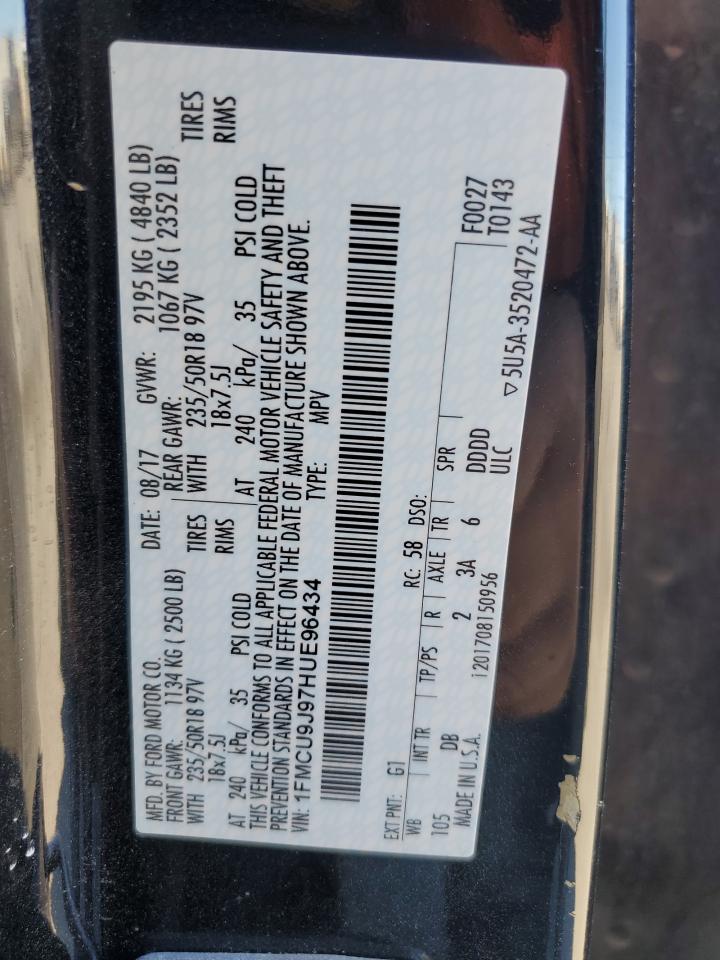 MFD. BY FORD MOTOR CO.
DATE: 08/17 GVWR: 2195 KG ( 4840 LB)
FRONT GAWR: 1134 KG ( 2500 LB) REAR GAWR: 1067 KG ( 2352 LB)
WITH 235/50R18 97V TIRES WITH 235/50R18 97V TIRES
18x7.5J RIMS 18x7.5J RIMS
AT 240 kPa/ 35 PSI COLD AT 240 kPa/ 35 PSI COLD
THIS VEHICLE CONFORMS TO ALL APPLICABLE FEDERAL MOTOR VEHICLE SAFETY AND THEFT
PREVENTION STANDARDS IN EFFECT ON THE DATE OF MANUFACTURE SHOWN ABOVE.
VIN: 1FMCU9J97HUE96434 TYPE: MPV
EXT PNT: G1 RC: 58 DSO: F0027
WB INT TR TP/PS R AXLE TR SPR T0143
105 DB 2 3A 6 DDDD
MADE IN U.S.A. ULC
1201708150956 ▽5U5A-3520472-AA